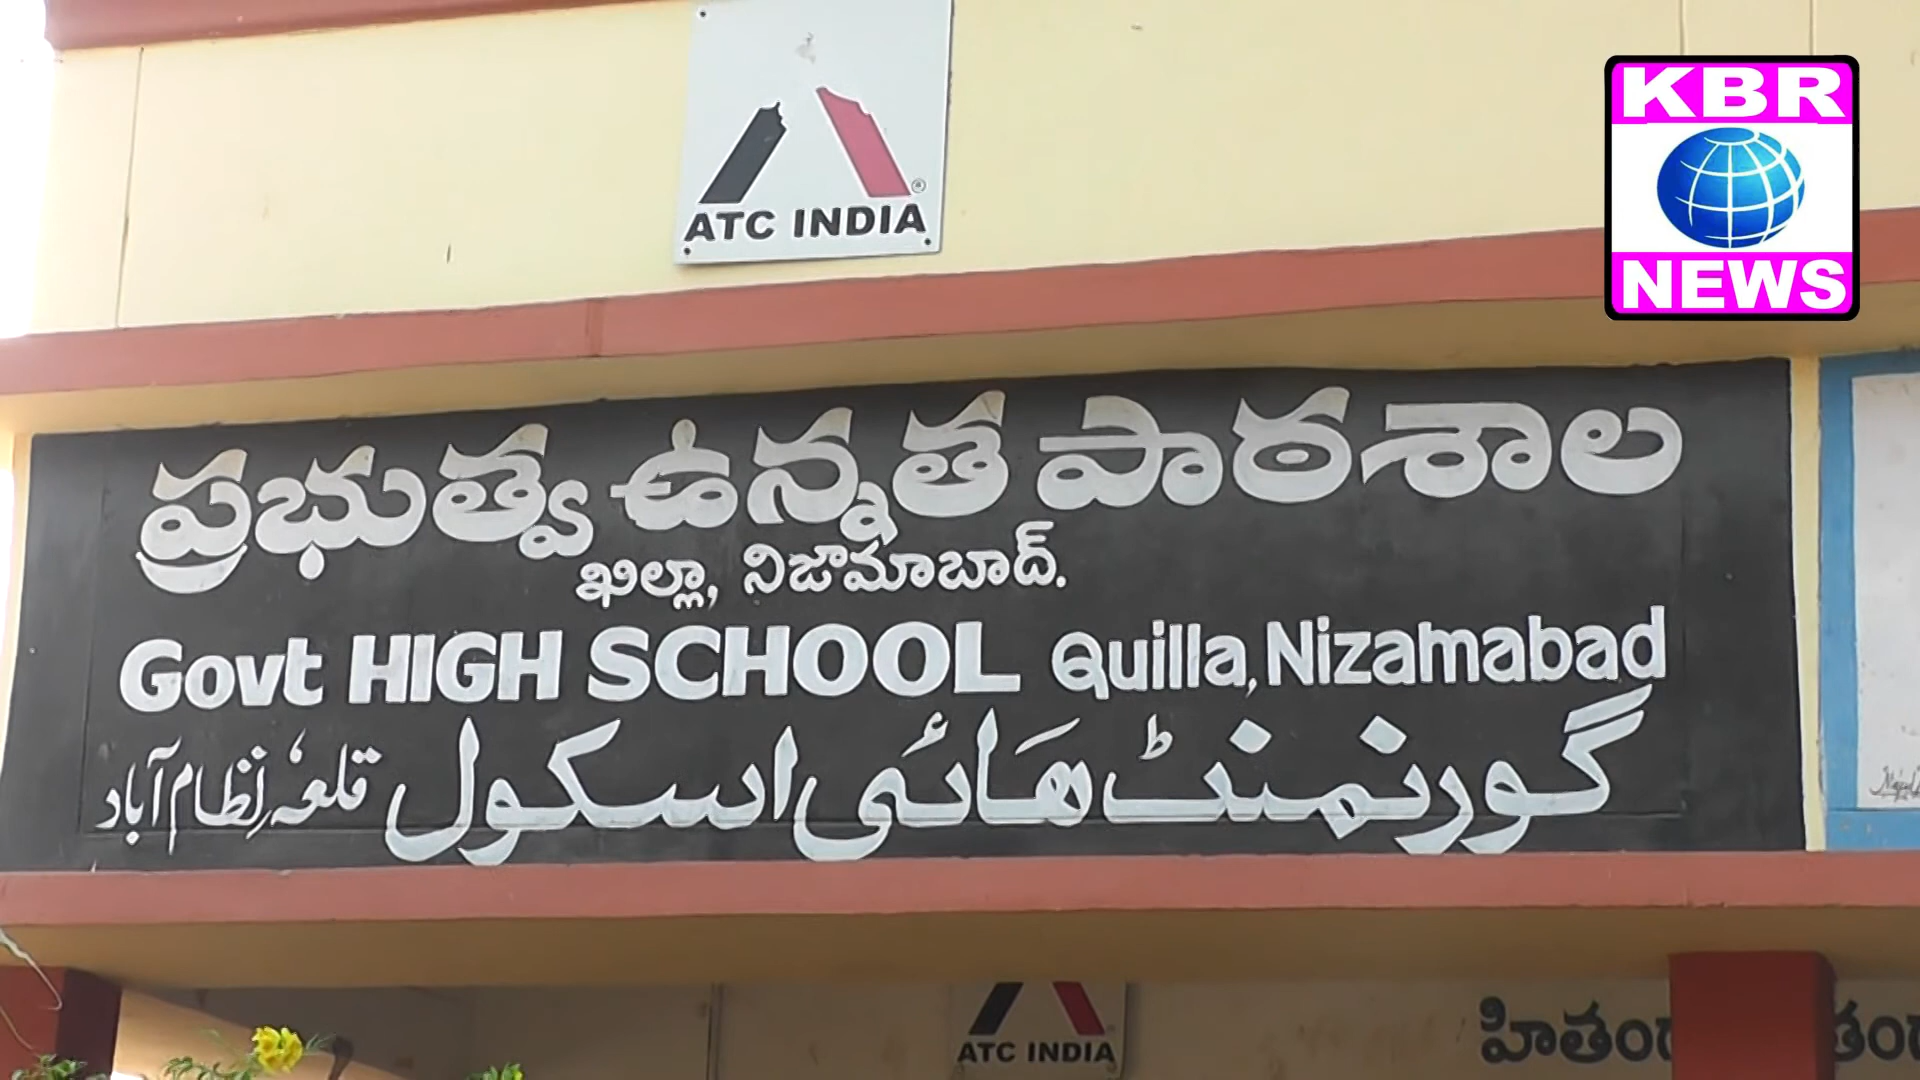 ATC INDIA
KBR
NEWS
ప్రభుత్వ ఉన్నత పాఠశాల
ఖిల్లా, నిజామాబాద్.
Govt HIGH SCHOOL Quilla, Nizamabad
گورنمنٹ ھائی اسکول قلعہ نظام آباد
ATC INDIA